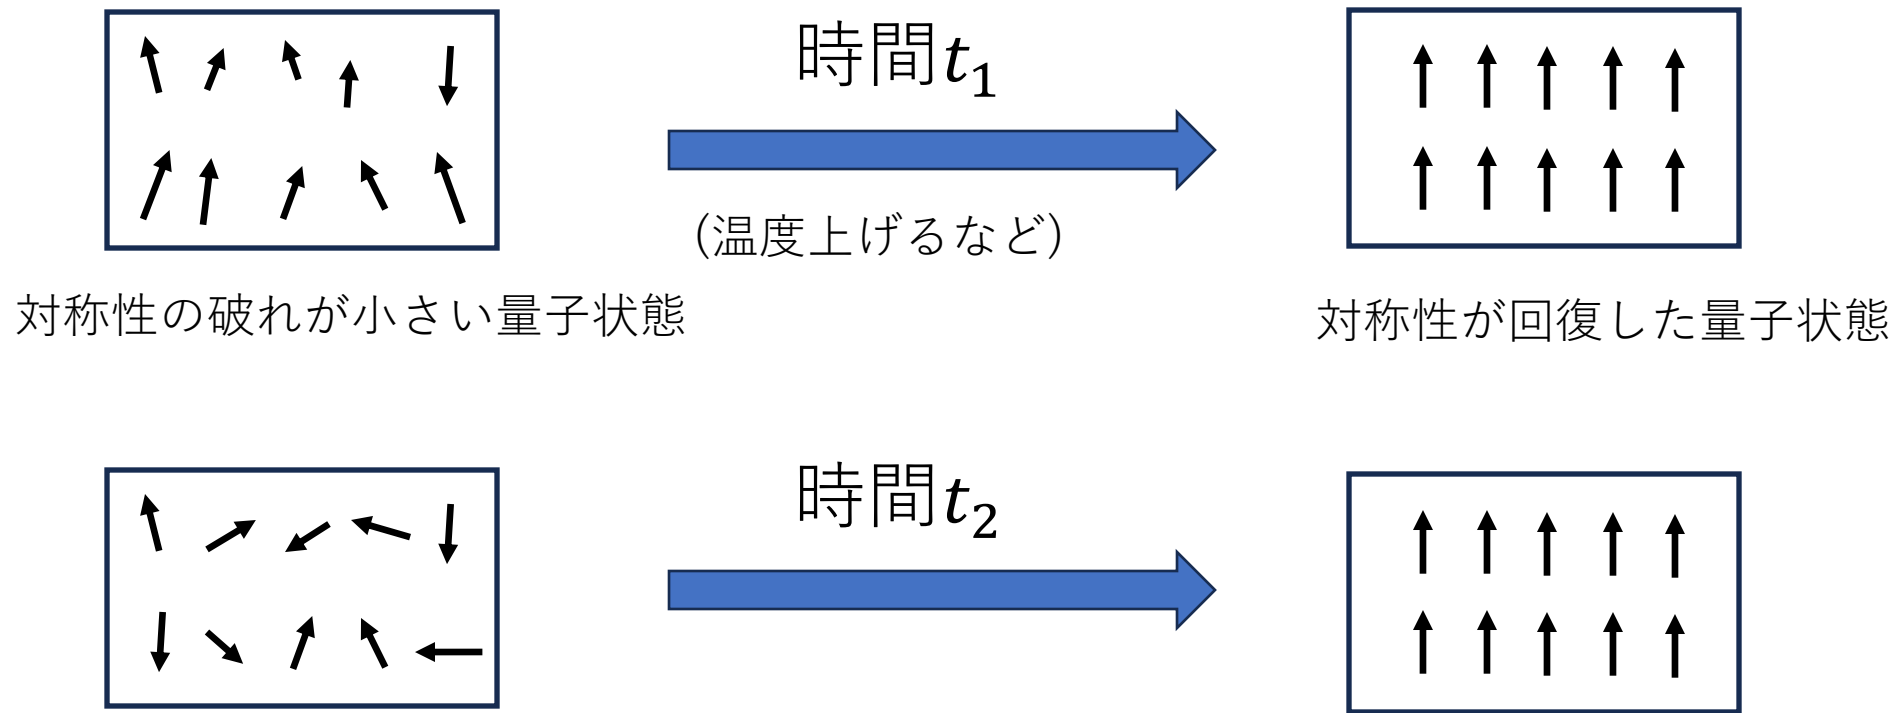 時間t₁
(温度上げるなど)
対称性の破れが小さい量子状態
対称性が回復した量子状態
時間t₂